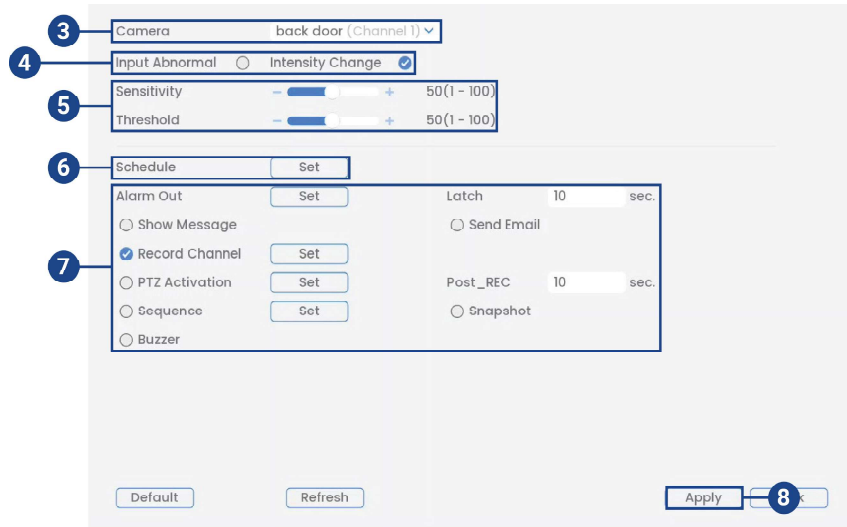 3 Camera back door (Channel 1)
4 Input Abnormal Intensity Change
5
Sensitivity - + 50(1 - 100)
Threshold - + 50(1 - 100)
6 Schedule Set
7
Alarm Out Set Latch 10 sec.
Show Message Send Email
Record Channel Set
PTZ Activation Set Post_REC 10 sec.
Sequence Set Snapshot
Buzzer
Default Refresh Apply 8 k